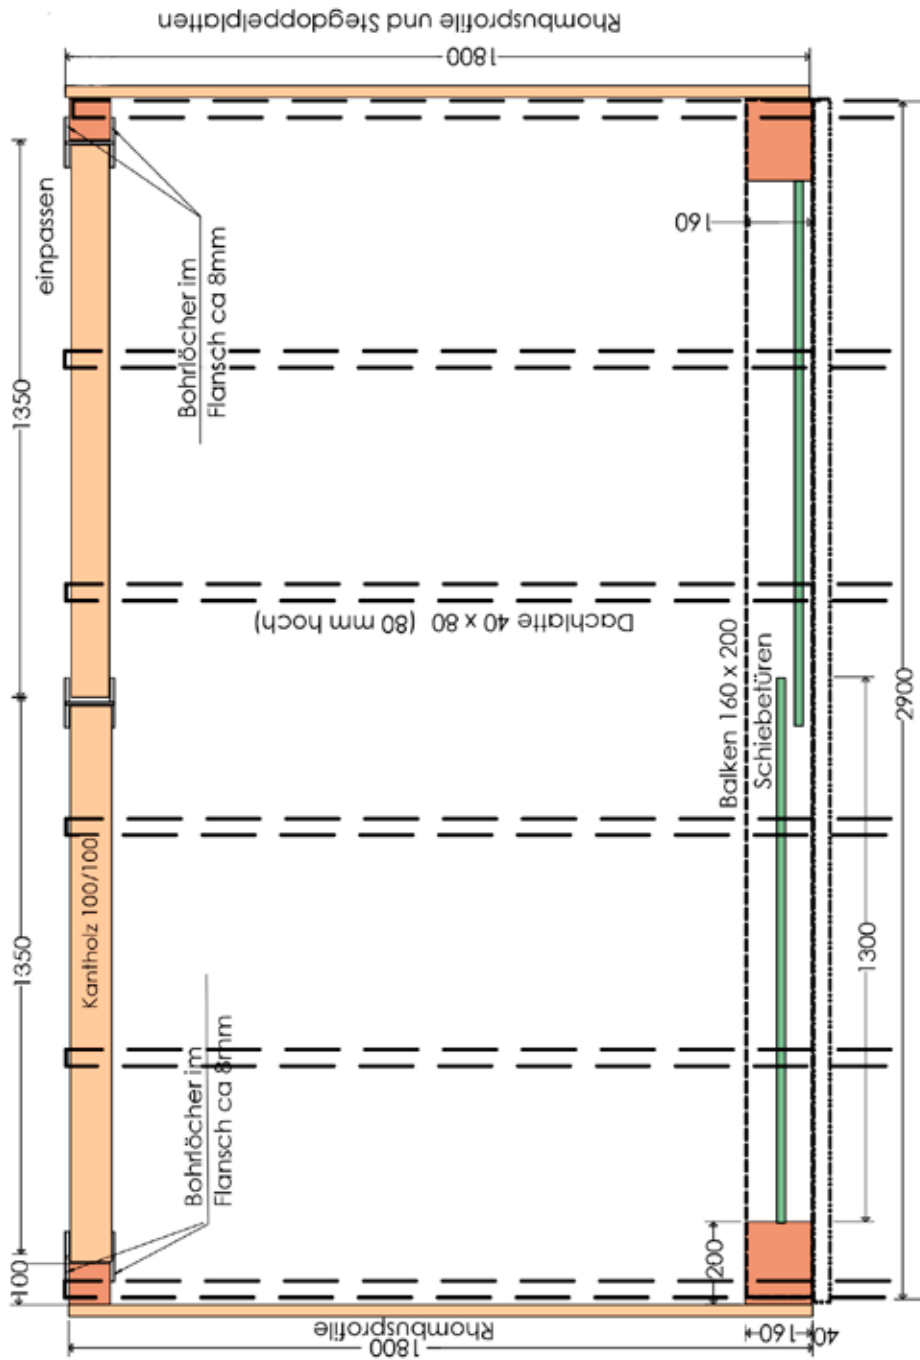 Rhombusprofile und Stegdoppelplatten
1800
einpassen
1350
Bohrlöcher im
Flansch ca 8mm
160
Dachlatte 40 x 80 (80 mm hoch)
Balken 160 x 200
Schiebetüren
2900
1350
Kantholz 100/100
1300
Bohrlöcher im
Flansch ca 8mm
100
200
Rhombusprofile
1800
160
40